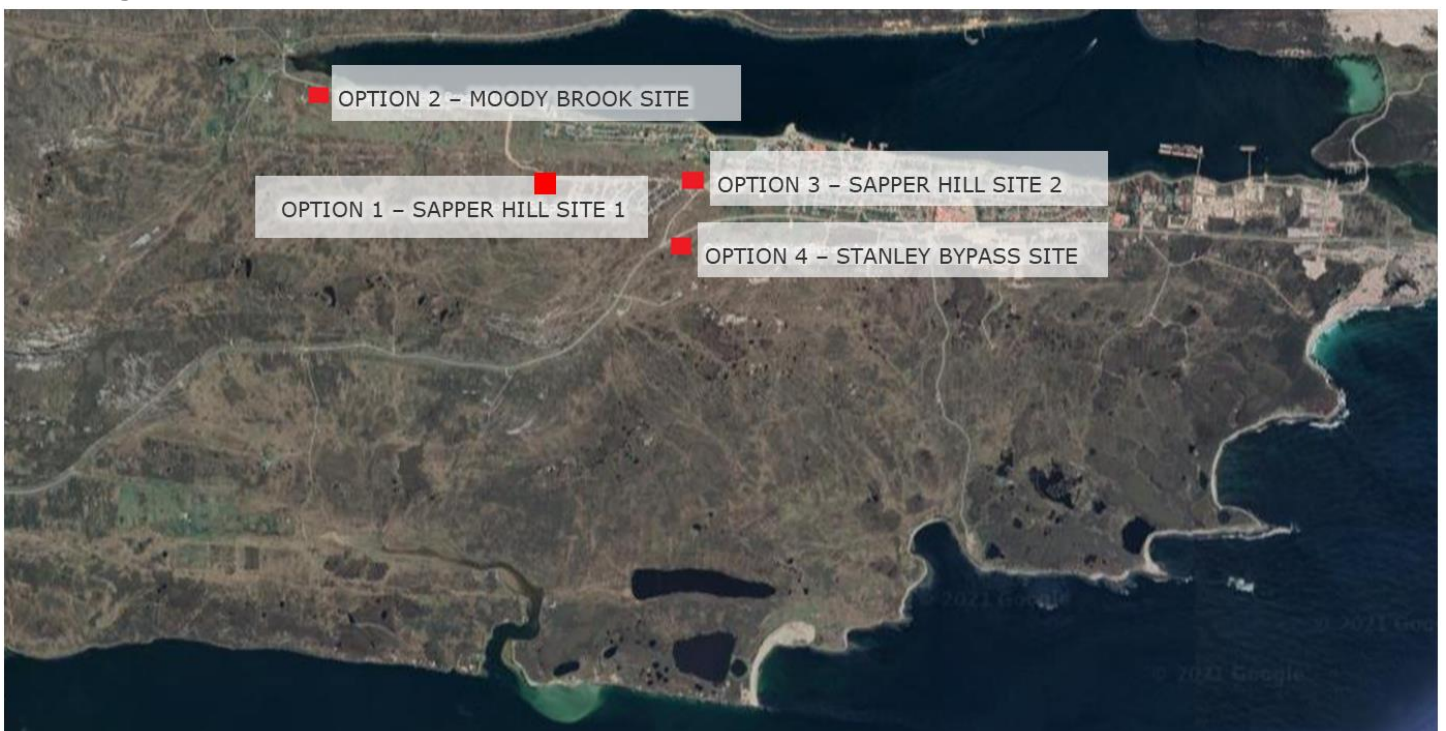 OPTION 2 – MOODY BROOK SITE
OPTION 3 – SAPPER HILL SITE 2
OPTION 1 – SAPPER HILL SITE 1
OPTION 4 – STANLEY BYPASS SITE
© 2021 Google
© 2021 Goo
© 2021 Google